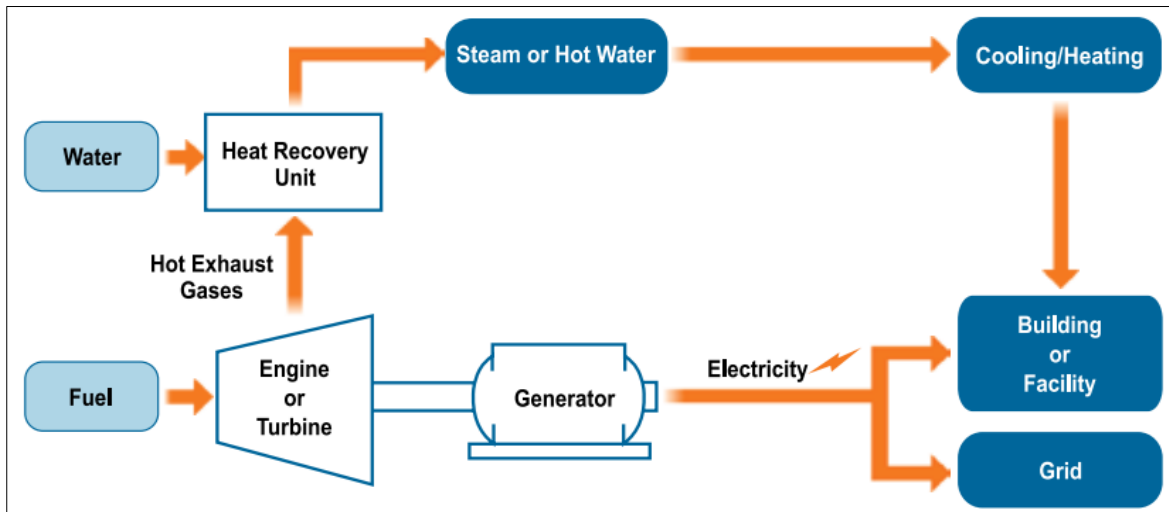 Steam or Hot Water
Cooling/Heating
Water
Heat Recovery
Unit
Hot Exhaust
Gases
Building
or
Facility
Fuel
Engine
or
Turbine
Generator
Electricity
Grid